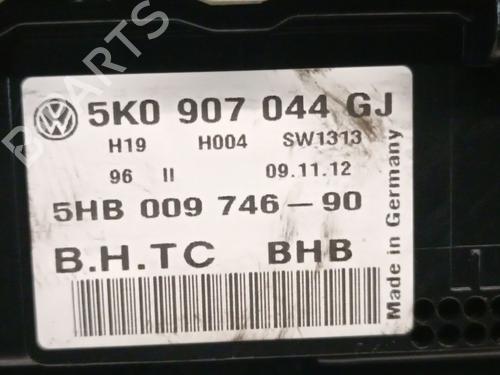 5K0 907 044 GJ
H19 H004 SW1313
96 II 09.11.12
5HB 009 746-90
B.H.TC BHB
Made in Germany
B PARTS